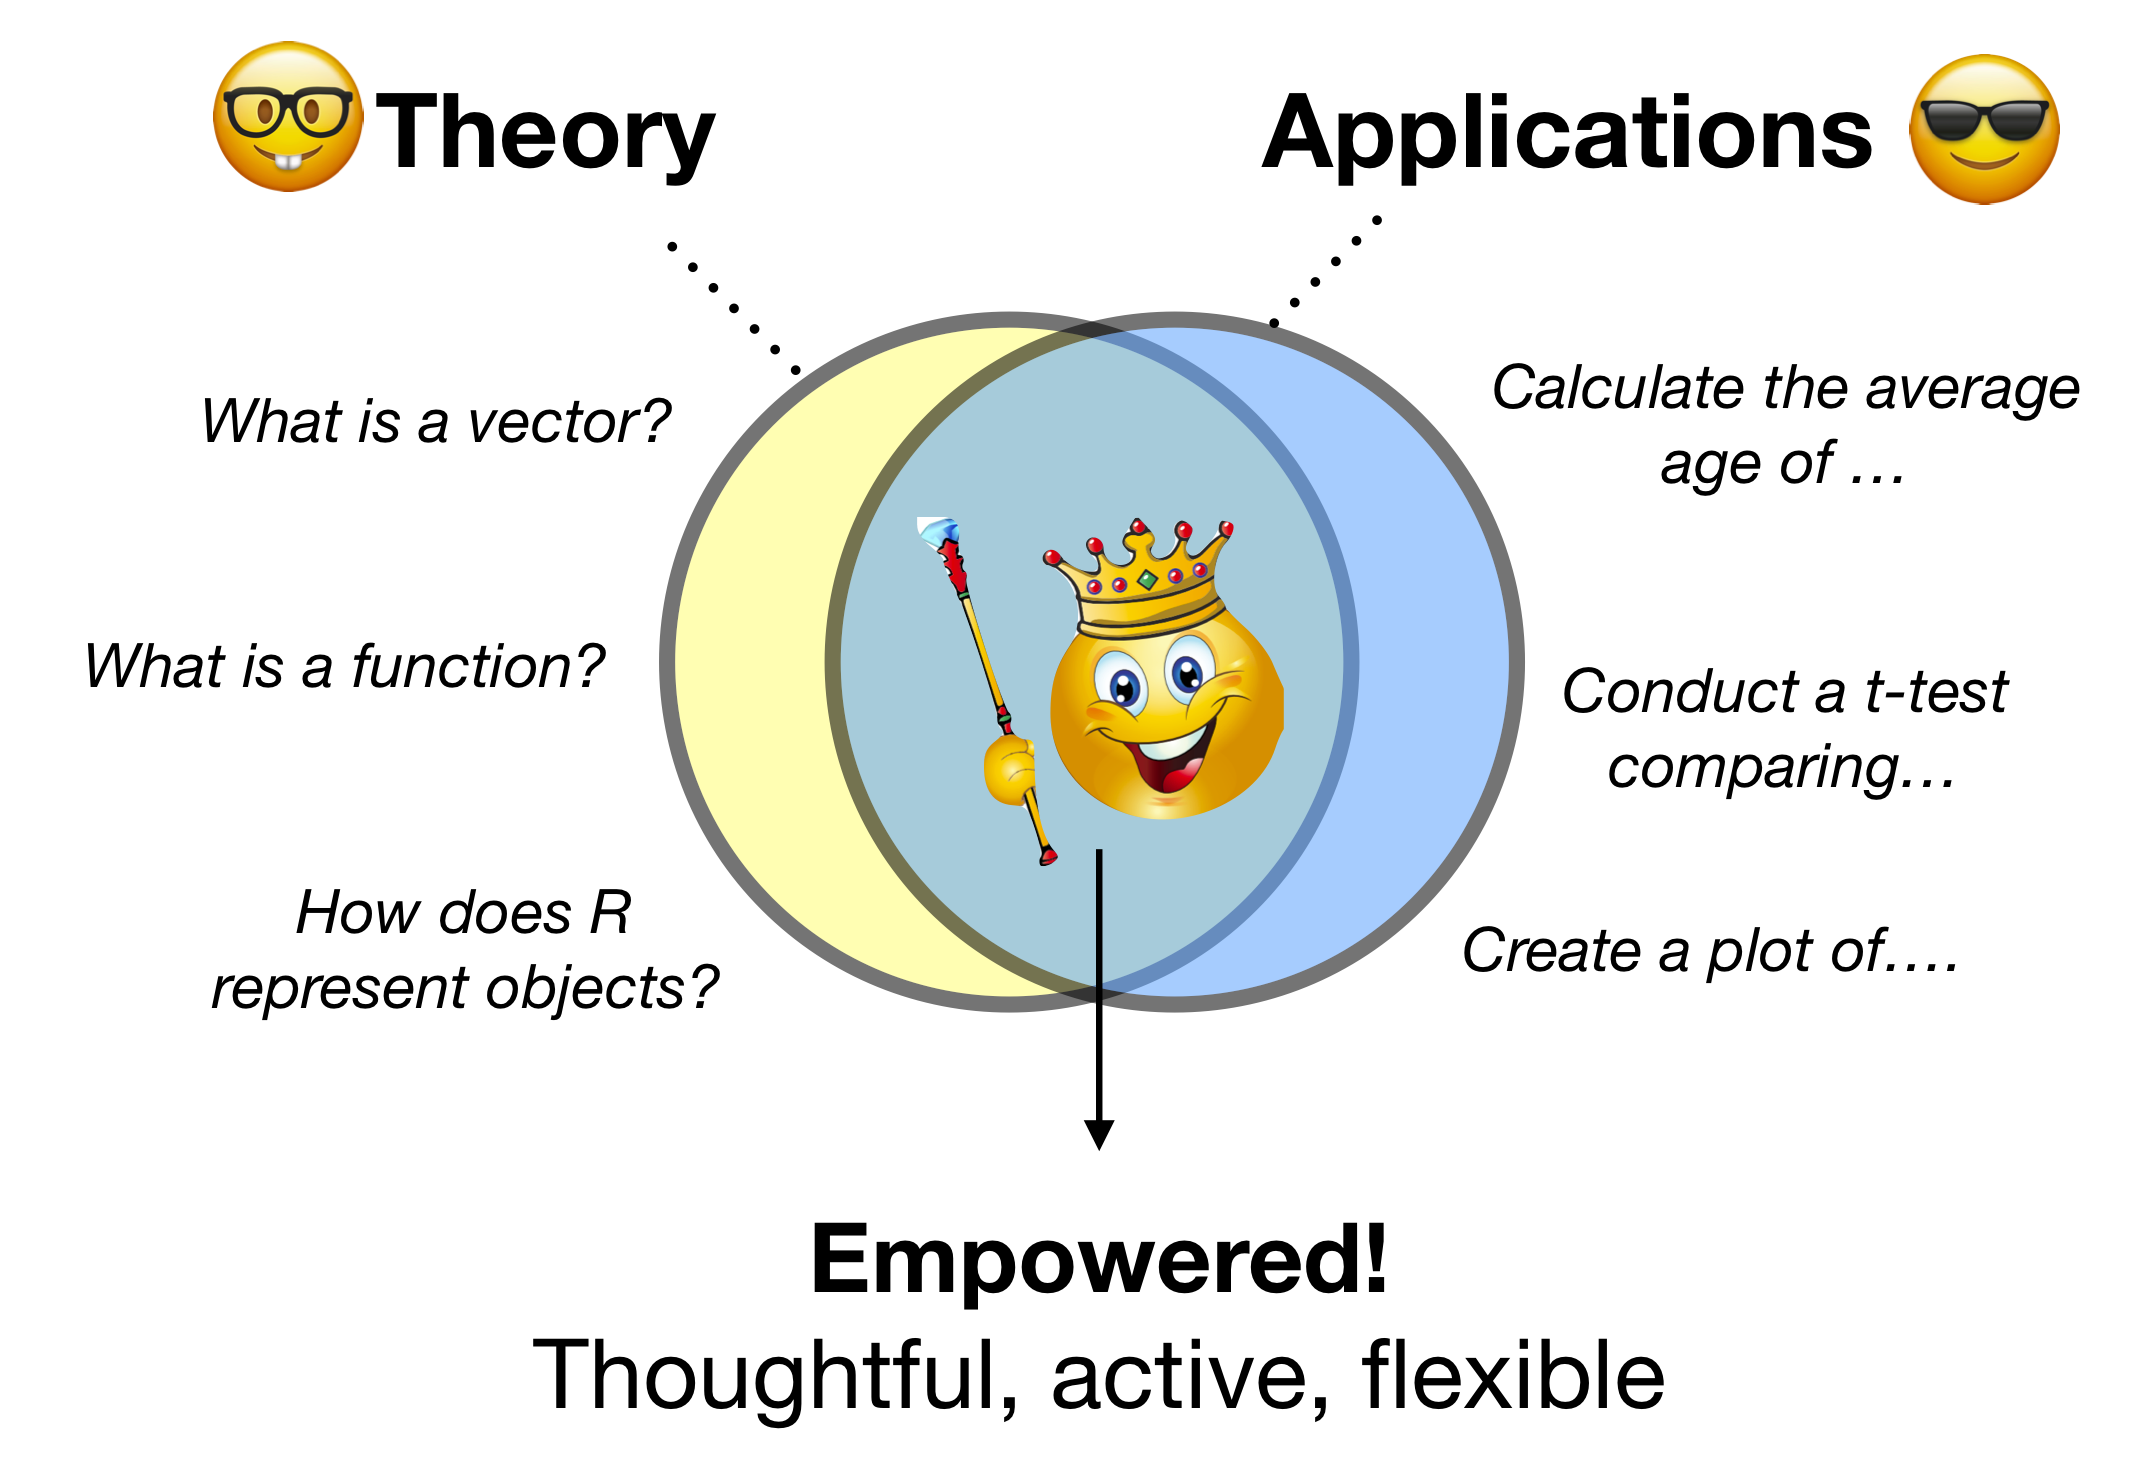 Theory
Applications
What is a vector?
What is a function?
How does R
represent objects?
Calculate the average
age of …
Conduct a t-test
comparing…
Create a plot of….
Empowered!
Thoughtful, active, flexible